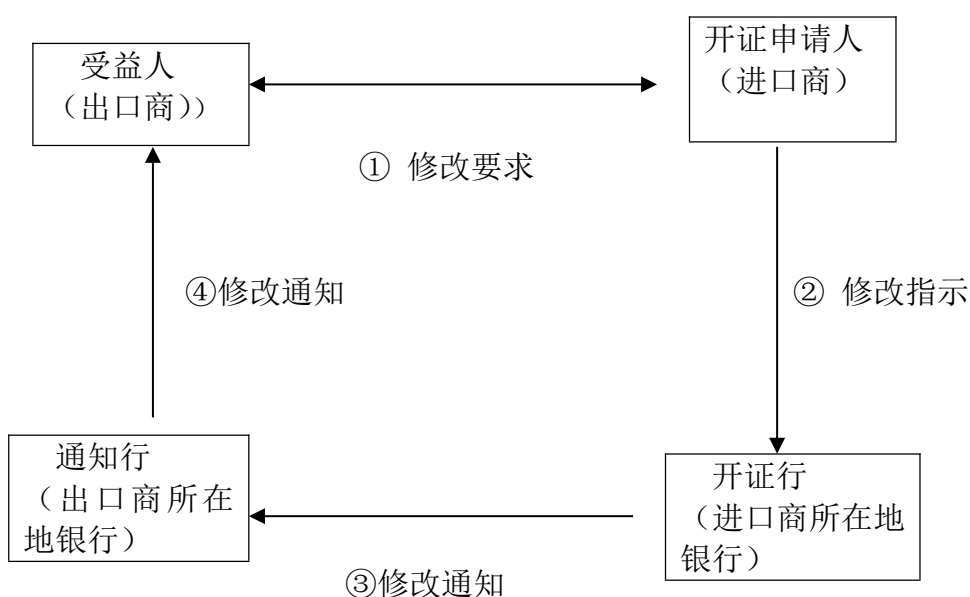 受益人
（出口商））
开证申请人
（进口商）
① 修改要求
④修改通知
② 修改指示
通知行
（出口商所在
地银行）
开证行
（进口商所在地
银行）
③修改通知